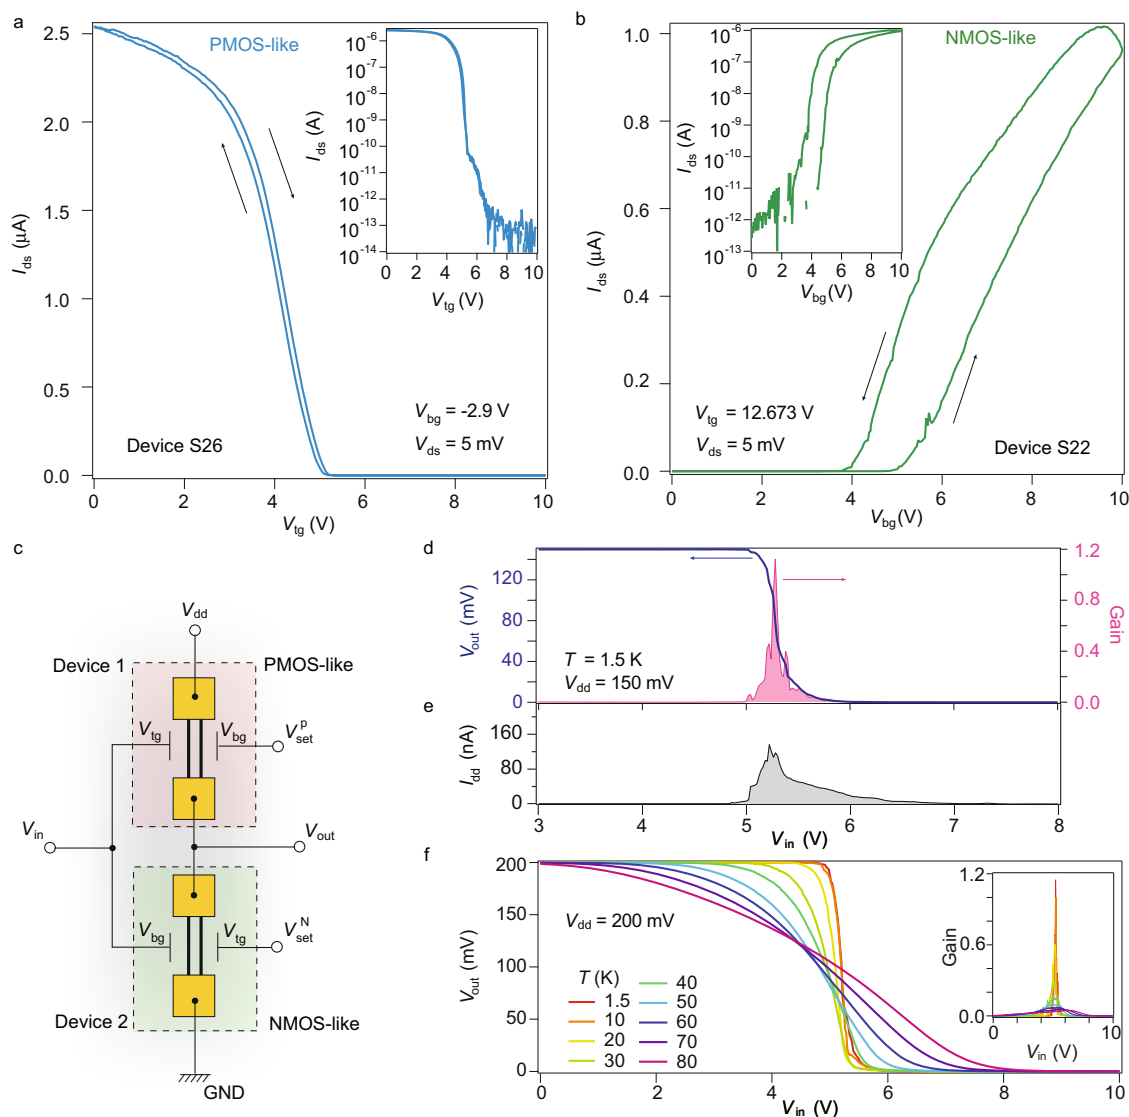 a
PMOS-like
2.5
2.0
1.5
1.0
0.5
0.0
I_ds (μA)
0 2 4 6 8 10
V_tg (V)
Device S26
V_bg = -2.9 V
V_ds = 5 mV
10^-6
10^-7
10^-8
10^-9
10^-10
10^-11
10^-12
10^-13
10^-14
I_ds (A)
0 2 4 6 8 10
V_tg (V)
b
NMOS-like
1.0
0.8
0.6
0.4
0.2
0.0
I_ds (μA)
0 2 4 6 8 10
V_bg(V)
V_tg = 12.673 V
V_ds = 5 mV
Device S22
10^-6
10^-7
10^-8
10^-9
10^-10
10^-11
10^-12
10^-13
I_ds (A)
0 2 4 6 8 10
V_bg(V)
c
V_dd
Device 1
PMOS-like
V_tg
V_bg
V_set^p
V_in
V_out
V_bg
V_tg
V_set^N
Device 2
NMOS-like
GND
d
120
80
40
0
V_out (mV)
1.2
0.8
0.4
0.0
Gain
T = 1.5 K
V_dd = 150 mV
e
160
80
0
I_dd (nA)
3 4 5 6 7 8
V_in (V)
f
200
150
100
50
0
V_out (mV)
V_dd = 200 mV
T (K)
1.5
10
20
30
40
50
60
70
80
0 2 4 6 8 10
V_in (V)
1.2
0.6
0.0
Gain
0 10
V_in (V)